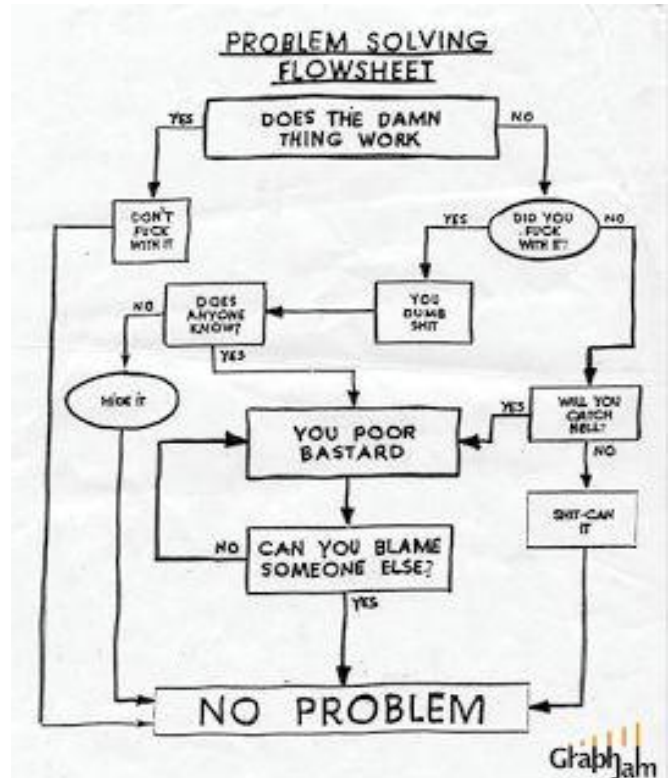 PROBLEM SOLVING
FLOWSHEET
DOES THE DAMN
THING WORK
YES
NO
DON'T
FUCK
WITH IT
DID YOU
FUCK
WITH IT?
YES
NO
YOU
DUMB
SHIT
DOES
ANYONE
KNOW?
NO
YES
HIDE IT
WILL YOU
CATCH
HELL?
YES
NO
YOU POOR
BASTARD
SHIT-CAN
IT
CAN YOU BLAME
SOMEONE ELSE?
NO
YES
NO PROBLEM
GraphJam